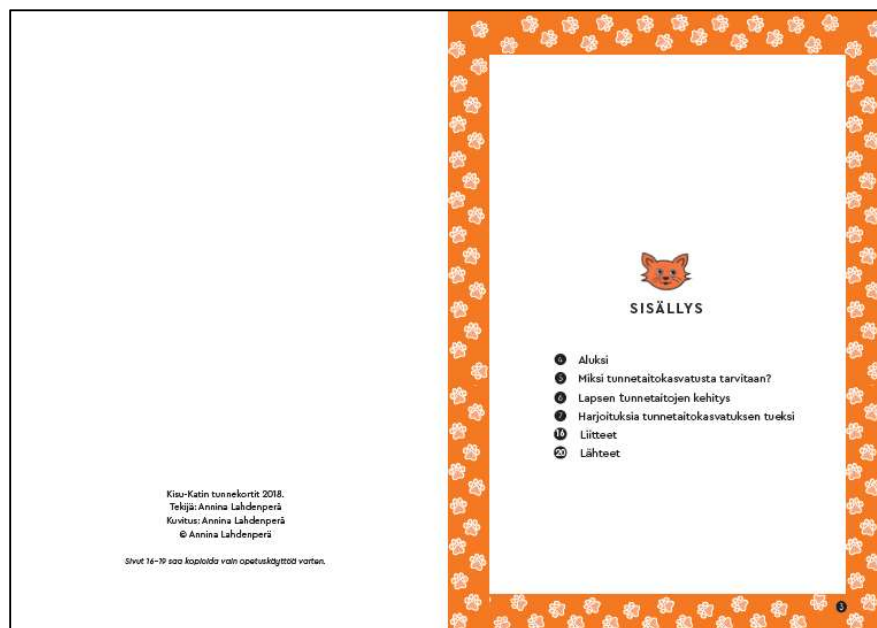 Kisu-Katin tunnekortit 2018.
Tekijä: Annina Lahdenperä
Kuvitus: Annina Lahdenperä
© Annina Lahdenperä
Sivut 16–19 saa kopioida vain opetuskäyttöä varten.
SISÄLLYS
4 Aluksi
5 Miksi tunnetaitokasvatusta tarvitaan?
6 Lapsen tunnetaitojen kehitys
7 Harjoituksia tunnetaitokasvatuksen tueksi
16 Liitteet
20 Lähteet
3